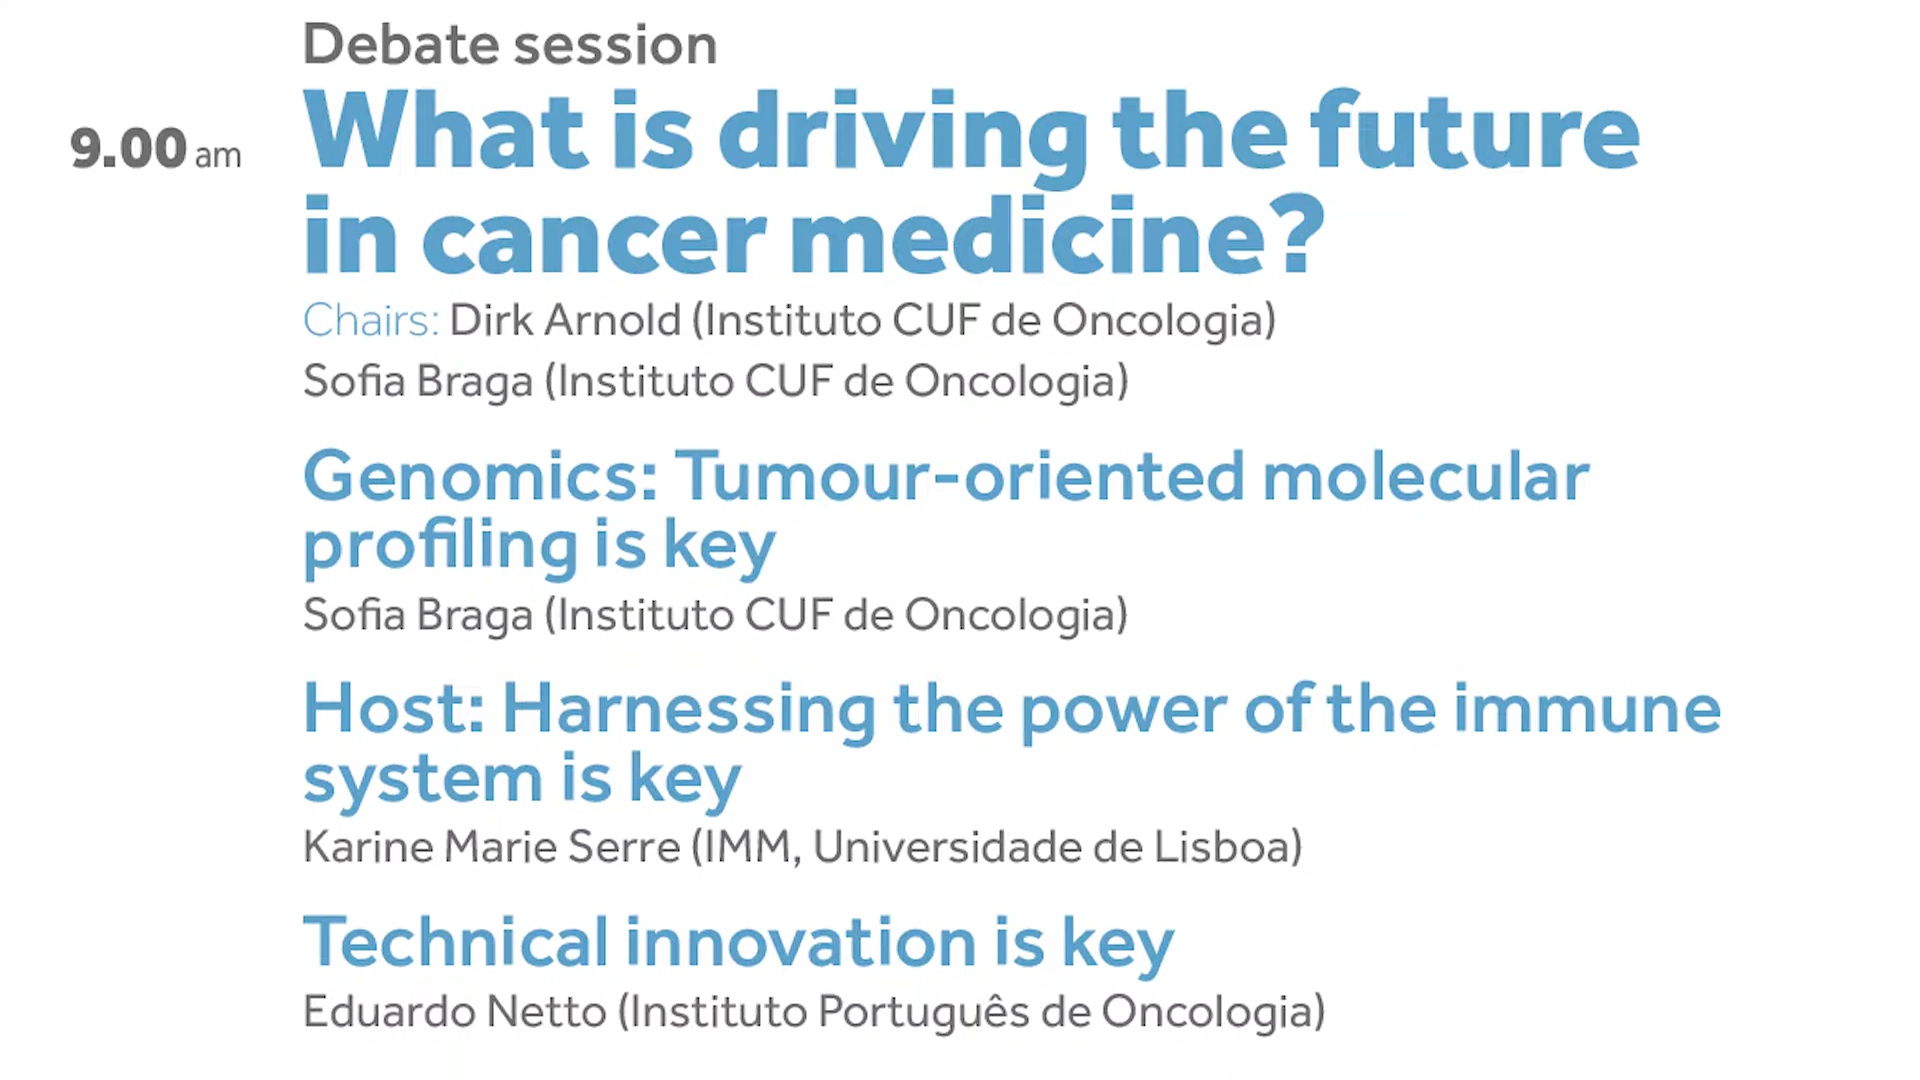 Debate session
9.00 am
What is driving the future
in cancer medicine?
Chairs: Dirk Arnold (Instituto CUF de Oncologia)
Sofia Braga (Instituto CUF de Oncologia)
Genomics: Tumour-oriented molecular
profiling is key
Sofia Braga (Instituto CUF de Oncologia)
Host: Harnessing the power of the immune
system is key
Karine Marie Serre (IMM, Universidade de Lisboa)
Technical innovation is key
Eduardo Netto (Instituto Português de Oncologia)